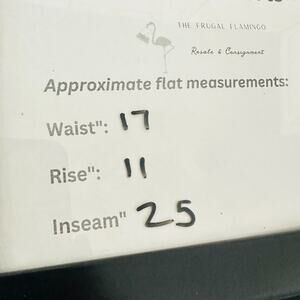 THE FRUGAL FLAMINGO
Resale & Consignment
Approximate flat measurements:
Waist": 17
Rise": 11
Inseam" 25